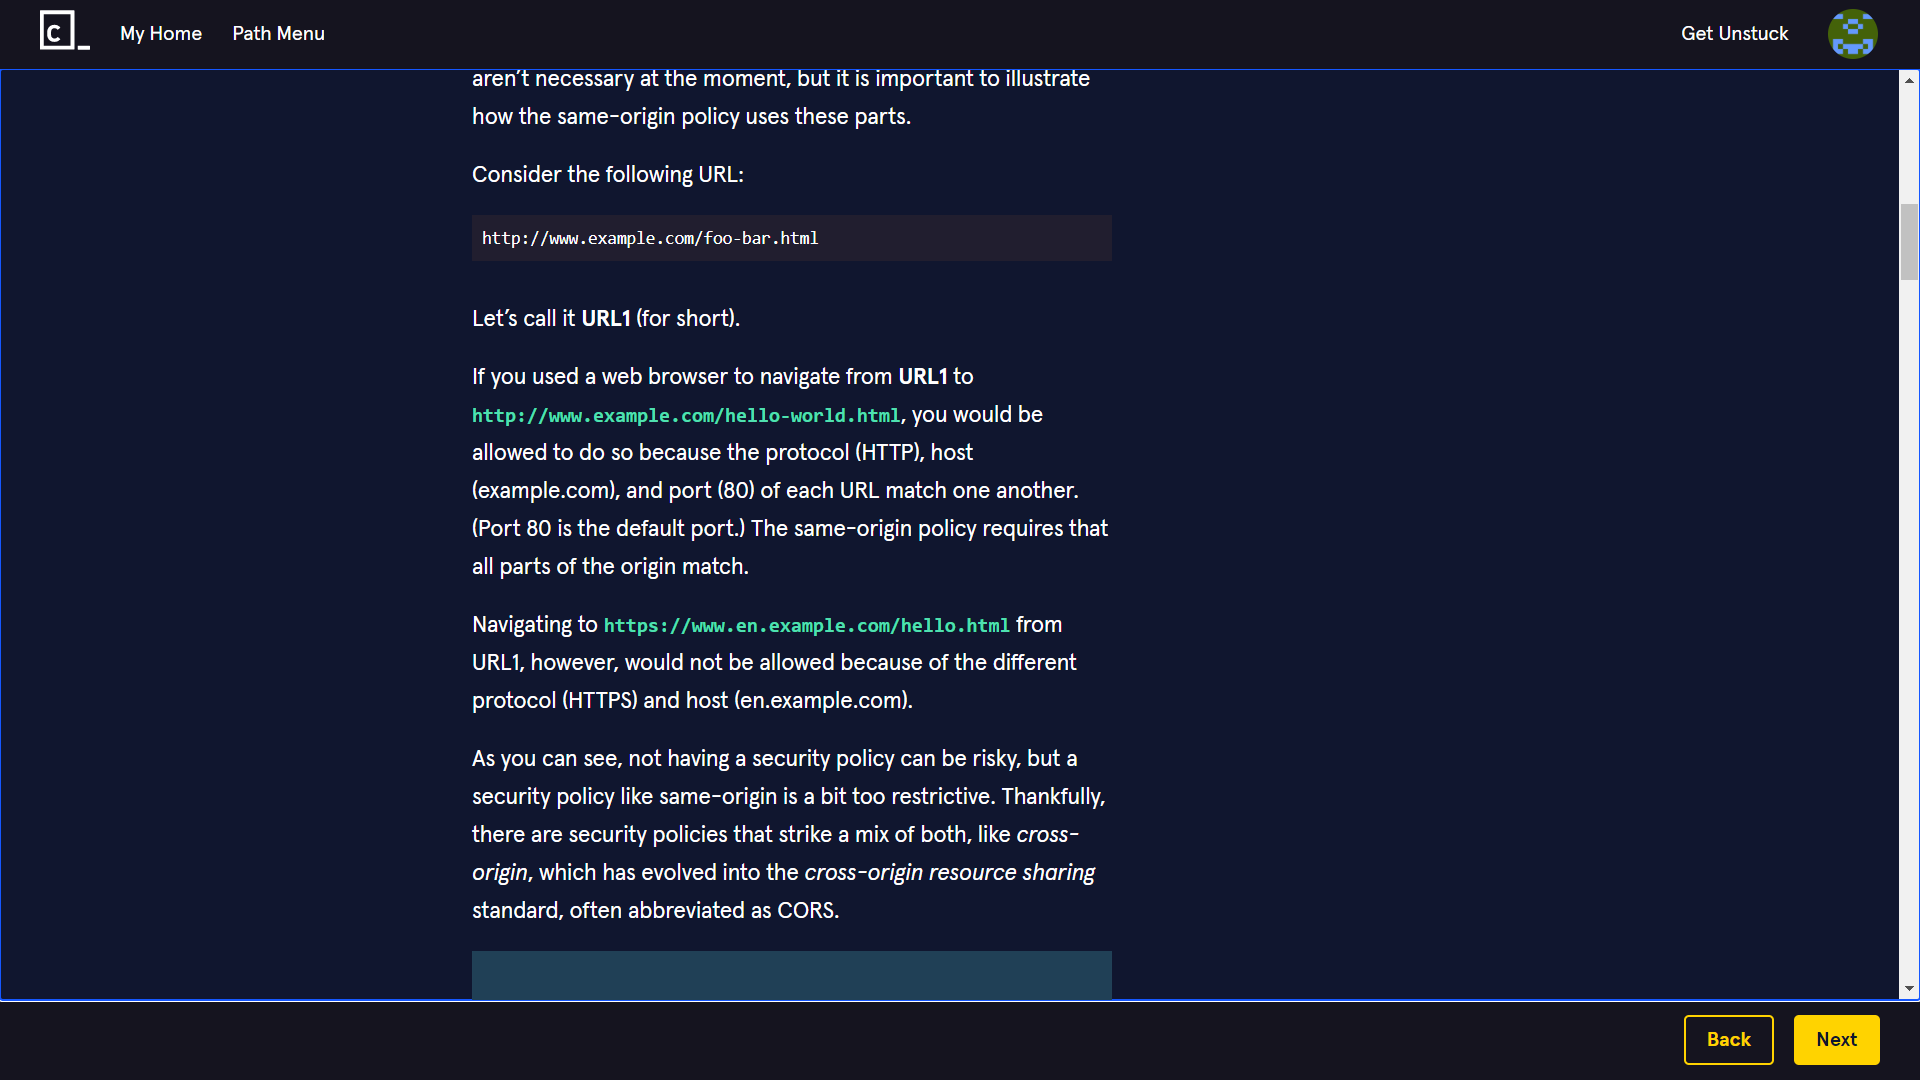 C_ My Home Path Menu Get Unstuck
aren’t necessary at the moment, but it is important to illustrate
how the same-origin policy uses these parts.
Consider the following URL:
http://www.example.com/foo-bar.html
Let’s call it URL1 (for short).
If you used a web browser to navigate from URL1 to
http://www.example.com/hello-world.html, you would be
allowed to do so because the protocol (HTTP), host
(example.com), and port (80) of each URL match one another.
(Port 80 is the default port.) The same-origin policy requires that
all parts of the origin match.
Navigating to https://www.en.example.com/hello.html from
URL1, however, would not be allowed because of the different
protocol (HTTPS) and host (en.example.com).
As you can see, not having a security policy can be risky, but a
security policy like same-origin is a bit too restrictive. Thankfully,
there are security policies that strike a mix of both, like cross-
origin, which has evolved into the cross-origin resource sharing
standard, often abbreviated as CORS.
Back Next